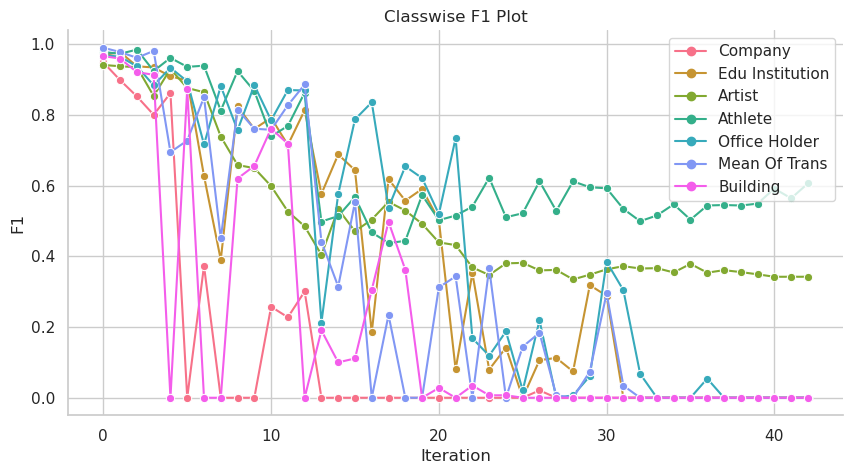 Classwise F1 Plot
1.0
0.8
0.6
0.4
0.2
0.0
F1
0
10
20
30
40
Iteration
Company
Edu Institution
Artist
Athlete
Office Holder
Mean Of Trans
Building